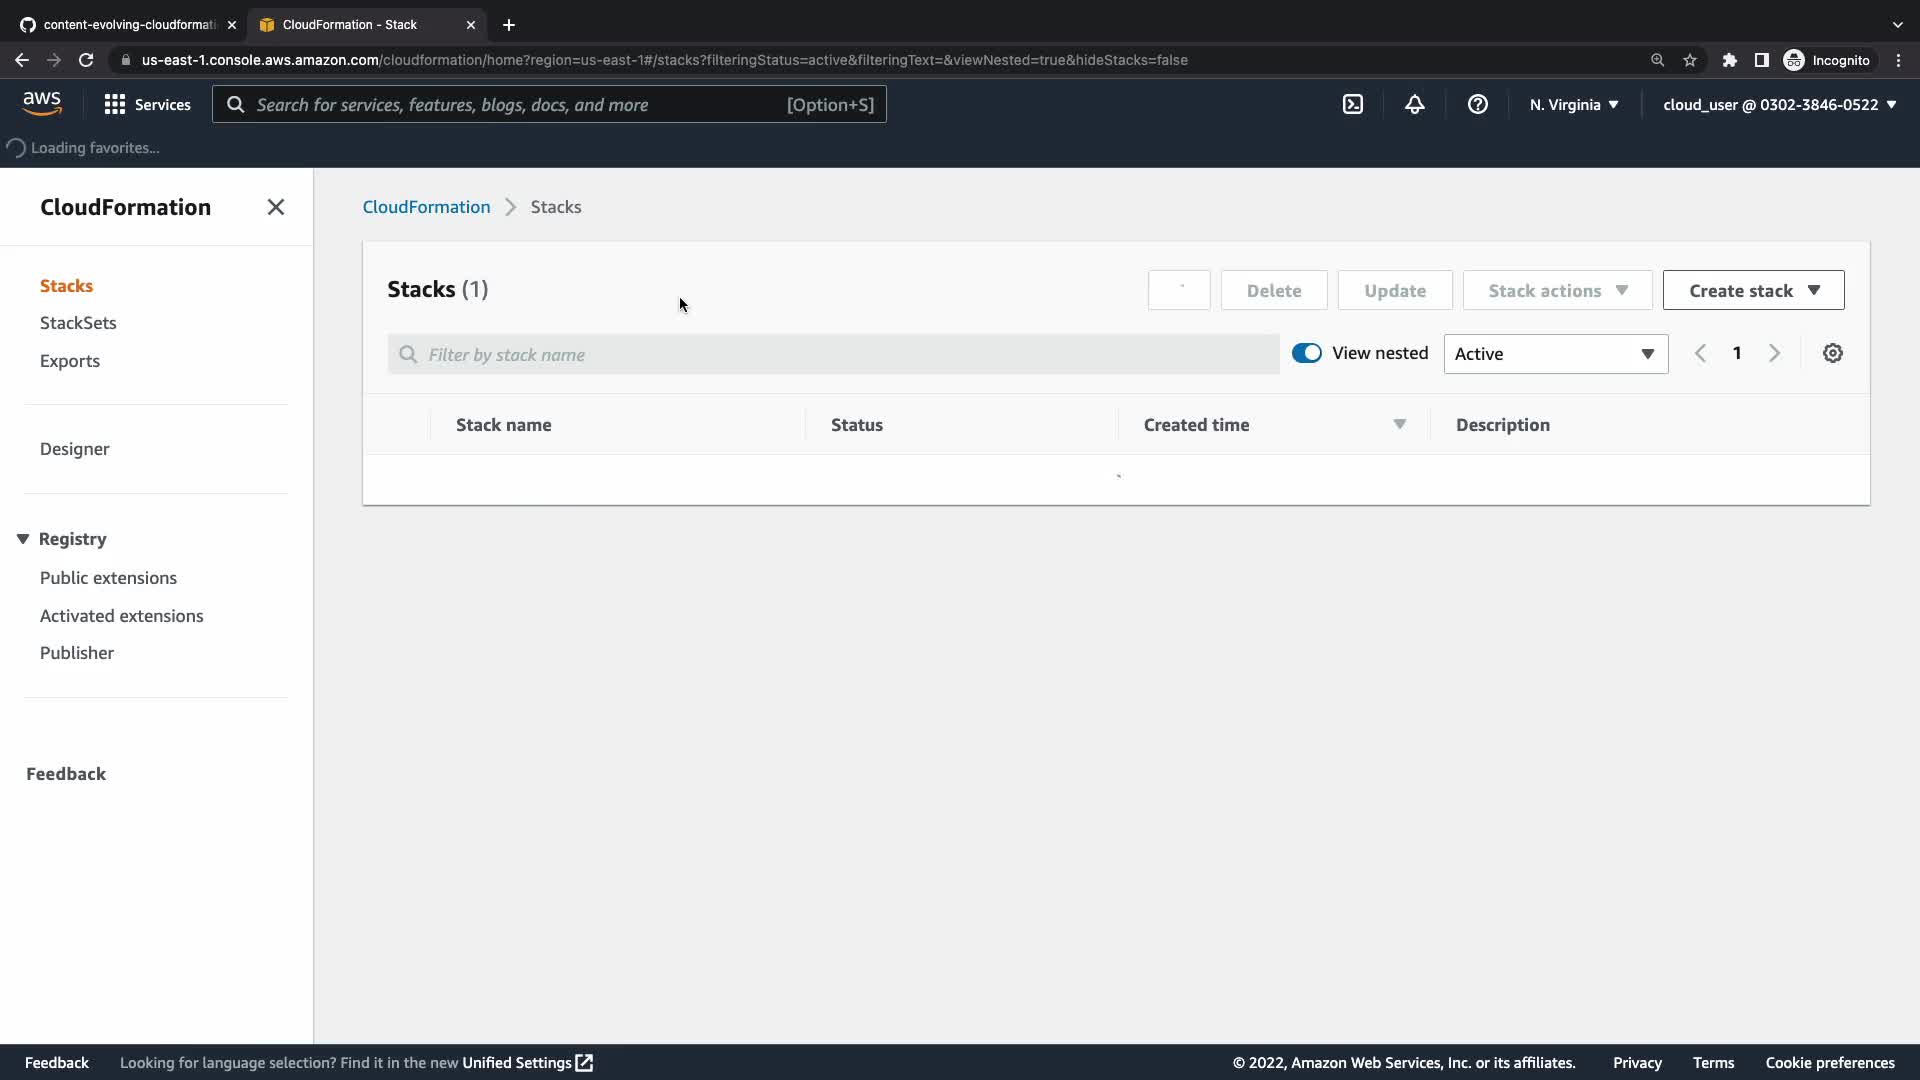 content-evolving-cloudformati
CloudFormation - Stack
us-east-1.console.aws.amazon.com/cloudformation/home?region=us-east-1#/stacks?filteringStatus=active&filteringText=&viewNested=true&hideStacks=false
Incognito
aws
Services
Search for services, features, blogs, docs, and more
[Option+S]
N. Virginia
cloud_user @ 0302-3846-0522
Loading favorites...
CloudFormation
Stacks
StackSets
Exports
Designer
Registry
Public extensions
Activated extensions
Publisher
Feedback
CloudFormation
Stacks
Stacks (1)
Delete
Update
Stack actions
Create stack
Filter by stack name
View nested
Active
1
Stack name
Status
Created time
Description
Feedback
Looking for language selection? Find it in the new Unified Settings
© 2022, Amazon Web Services, Inc. or its affiliates.
Privacy
Terms
Cookie preferences